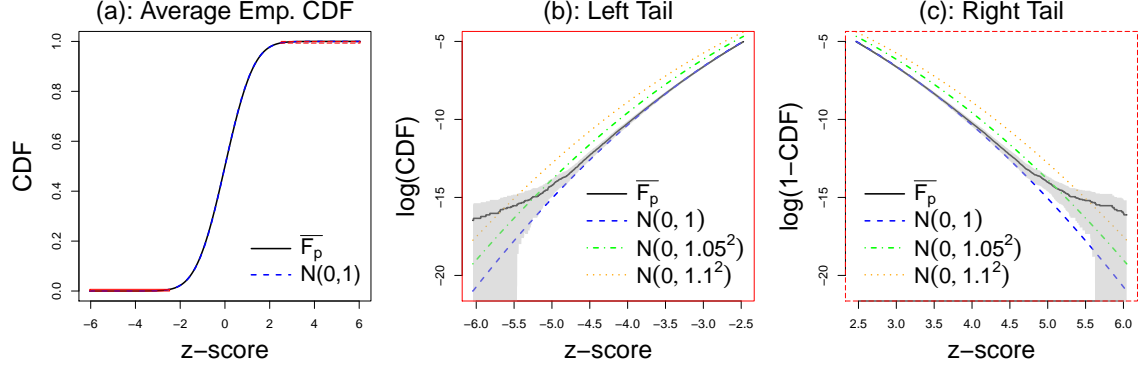 (a): Average Emp. CDF
CDF
1.0
0.8
0.6
0.4
0.2
0.0
F̅p
N(0,1)
−6 −4 −2 0 2 4 6
z−score
(b): Left Tail
log(CDF)
−5
−10
−15
−20
F̅p
N(0, 1)
N(0, 1.05²)
N(0, 1.1²)
−6.0 −5.5 −5.0 −4.5 −4.0 −3.5 −3.0 −2.5
z−score
(c): Right Tail
log(1−CDF)
−5
−10
−15
−20
F̅p
N(0, 1)
N(0, 1.05²)
N(0, 1.1²)
2.5 3.0 3.5 4.0 4.5 5.0 5.5 6.0
z−score